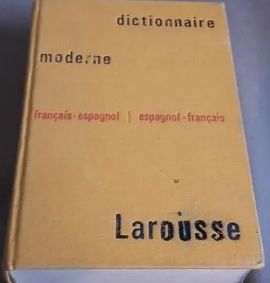 dictionnaire
moderne
français-espagnol | espagnol-français
Larousse